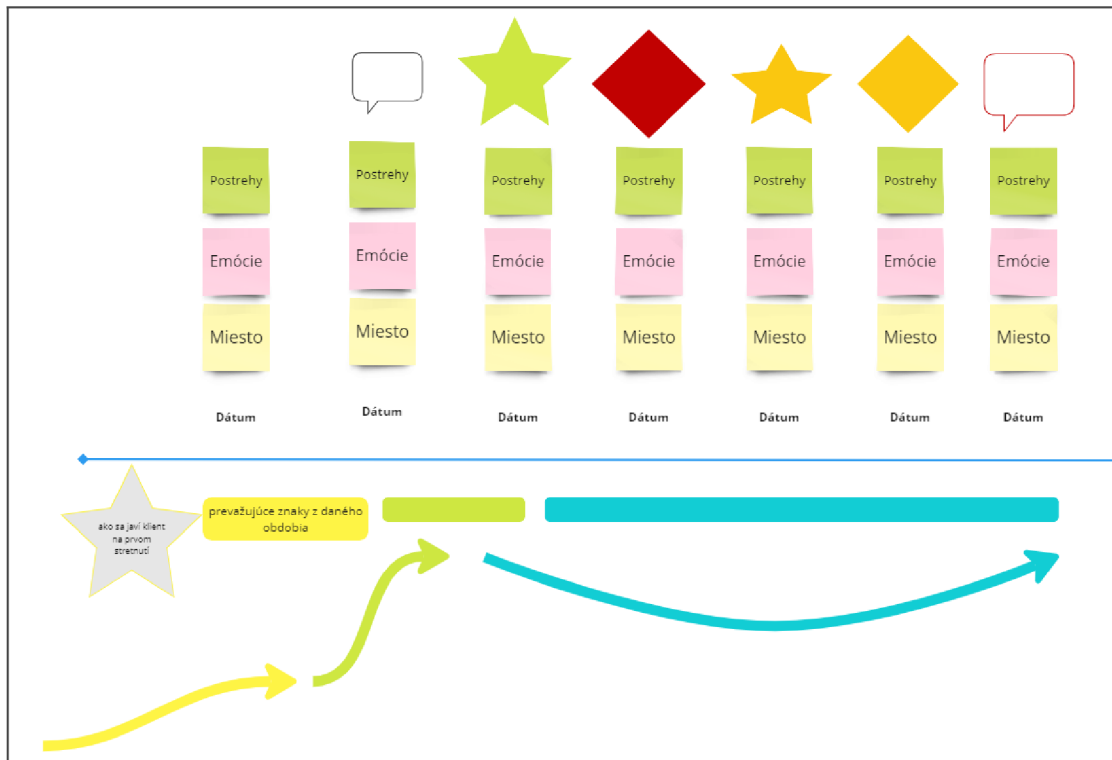 Postrehy
Postrehy
Postrehy
Postrehy
Postrehy
Postrehy
Postrehy
Emócie
Emócie
Emócie
Emócie
Emócie
Emócie
Emócie
Miesto
Miesto
Miesto
Miesto
Miesto
Miesto
Miesto
Dátum
Dátum
Dátum
Dátum
Dátum
Dátum
Dátum
ako sa javí klient
na prvom
stretnutí
prevažujúce znaky z daného
obdobia